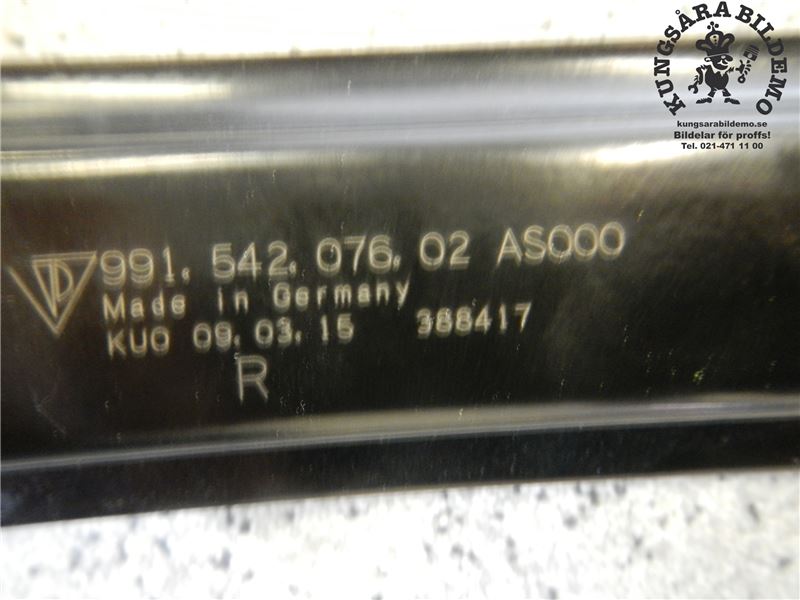 KUNGSÅRA BILDEMO
kungsarabildemo.se
Bildelar för proffs!
Tel. 021-471 11 00
991. 542. 076. 02 AS000
Made in Germany
KUO 09.03.15 388417
R